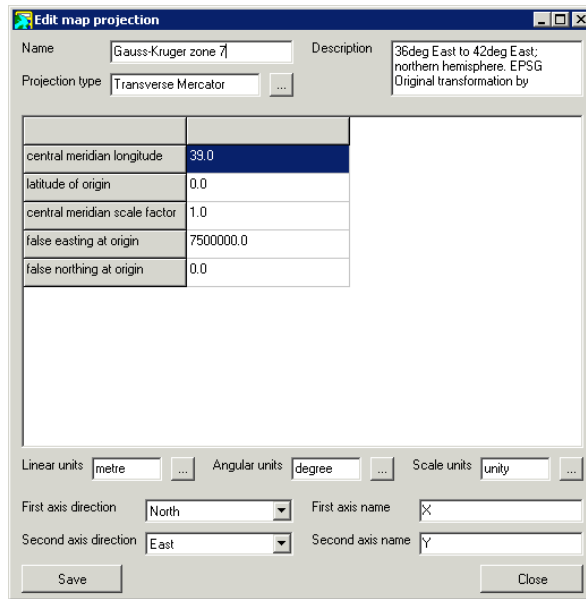 Edit map projection
Name Gauss-Kruger zone 7 Description 36deg East to 42deg East;
northern hemisphere. EPSG
Original transformation by
Projection type Transverse Mercator ...
central meridian longitude 39.0
latitude of origin 0.0
central meridian scale factor 1.0
false easting at origin 7500000.0
false northing at origin 0.0
Linear units metre ... Angular units degree ... Scale units unity ...
First axis direction North First axis name X
Second axis direction East Second axis name Y
Save Close